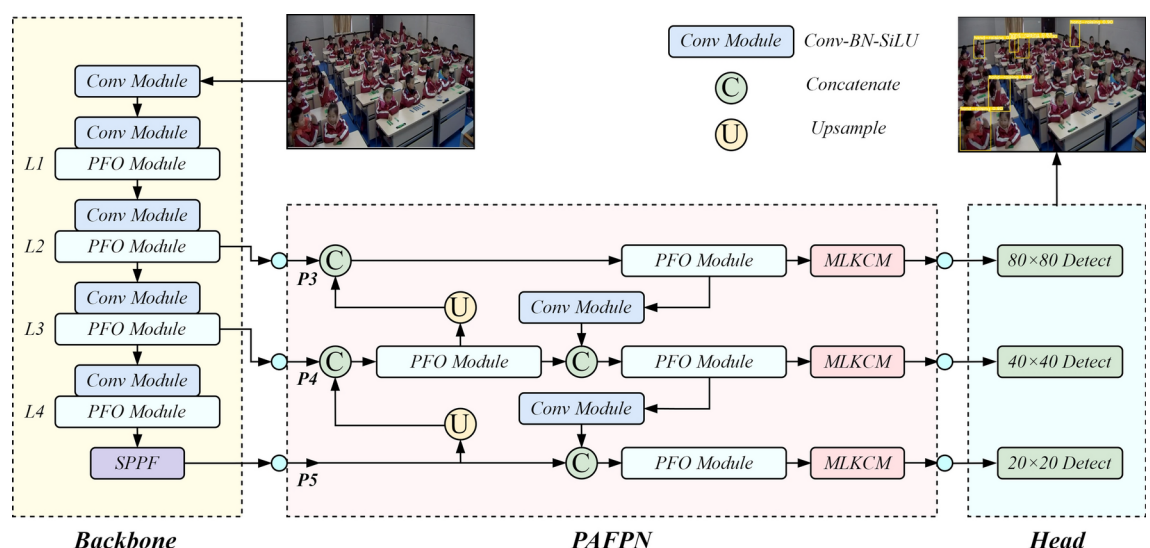 Conv Module
Conv-BN-SiLU
C
Concatenate
U
Upsample
Conv Module
Conv Module
L1
PFO Module
Conv Module
L2
PFO Module
Conv Module
L3
PFO Module
Conv Module
L4
PFO Module
SPPF
Backbone
P3
C
PFO Module
MLKCM
U
Conv Module
P4
C
PFO Module
C
PFO Module
MLKCM
U
Conv Module
P5
C
PFO Module
MLKCM
PAFPN
80×80 Detect
40×40 Detect
20×20 Detect
Head